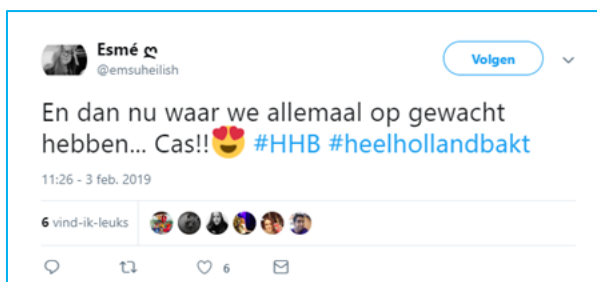 Esmé ღ
@emsuheilish
Volgen
En dan nu waar we allemaal op gewacht
hebben... Cas!!😍 #HHB #heelhollandbakt
11:26 - 3 feb. 2019
6 vind-ik-leuks
6